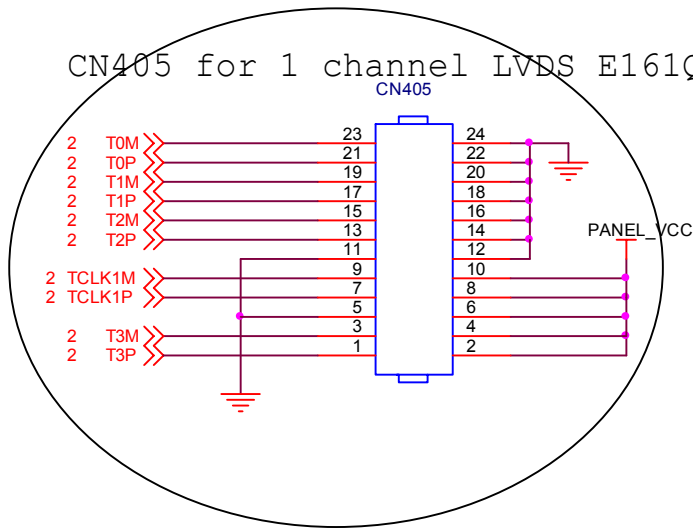 CN405 for 1 channel LVDS E161Q
CN405
2 T0M 23 24
2 T0P 21 22
2 T1M 19 20
2 T1P 17 18
2 T2M 15 16
2 T2P 13 14
11 12
PANEL_VCC
2 TCLK1M 9 10
2 TCLK1P 7 8
5 6
2 T3M 3 4
2 T3P 1 2